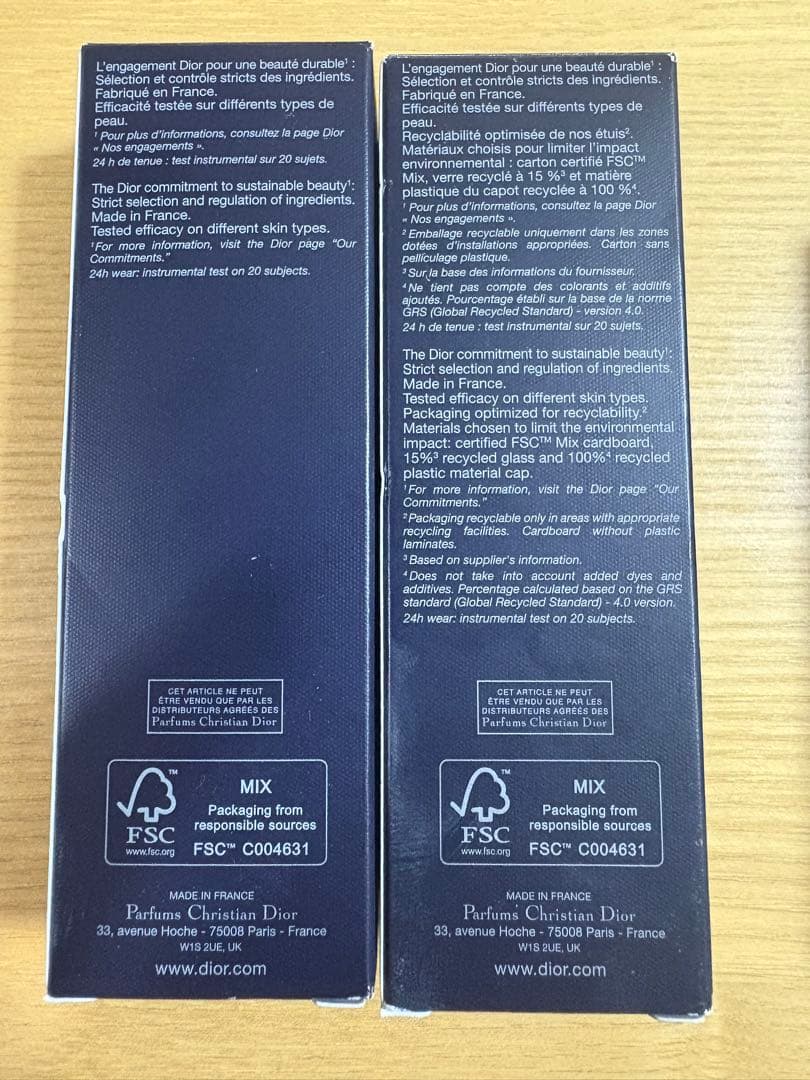 L'engagement Dior pour une beauté durable¹ :
Sélection et contrôle stricts des ingrédients.
Fabriqué en France.
Efficacité testée sur différents types de
peau.
¹ Pour plus d'informations, consultez la page Dior
« Nos engagements ».
24 h de tenue : test instrumental sur 20 sujets.
The Dior commitment to sustainable beauty¹:
Strict selection and regulation of ingredients.
Made in France.
Tested efficacy on different skin types.
¹For more information, visit the Dior page "Our
Commitments."
24h wear: instrumental test on 20 subjects.
CET ARTICLE NE PEUT
ÊTRE VENDU QUE PAR LES
DISTRIBUTEURS AGRÉÉS DES
Parfums Christian Dior
FSC
™
www.fsc.org
MIX
Packaging from
responsible sources
FSC™ C004631
MADE IN FRANCE
Parfums Christian Dior
33, avenue Hoche - 75008 Paris - France
W1S 2UE, UK
www.dior.com
L'engagement Dior pour une beauté durable¹ :
Sélection et contrôle stricts des ingrédients.
Fabriqué en France.
Efficacité testée sur différents types de
peau.
Recyclabilité optimisée de nos étuis².
Matériaux choisis pour limiter l'impact
environnemental : carton certifié FSC™
Mix, verre recyclé à 15 %³ et matière
plastique du capot recyclée à 100 %⁴.
¹ Pour plus d'informations, consultez la page Dior
« Nos engagements ».
² Emballage recyclable uniquement dans les zones
dotées d'installations appropriées. Carton sans
pelliculage plastique.
³ Sur la base des informations du fournisseur.
⁴ Ne tient pas compte des colorants et additifs
ajoutés. Pourcentage établi sur la base de la norme
GRS (Global Recycled Standard) - version 4.0.
24 h de tenue : test instrumental sur 20 sujets.
The Dior commitment to sustainable beauty¹:
Strict selection and regulation of ingredients.
Made in France.
Tested efficacy on different skin types.
Packaging optimized for recyclability.²
Materials chosen to limit the environmental
impact: certified FSC™ Mix cardboard,
15%³ recycled glass and 100%⁴ recycled
plastic material cap.
¹For more information, visit the Dior page "Our
Commitments."
² Packaging recyclable only in areas with appropriate
recycling facilities. Cardboard without plastic
laminates.
³ Based on supplier's information.
⁴ Does not take into account added dyes and
additives. Percentage calculated based on the GRS
standard (Global Recycled Standard) - 4.0 version.
24h wear: instrumental test on 20 subjects.
CET ARTICLE NE PEUT
ÊTRE VENDU QUE PAR LES
DISTRIBUTEURS AGRÉÉS DES
Parfums Christian Dior
FSC
™
www.fsc.org
MIX
Packaging from
responsible sources
FSC™ C004631
MADE IN FRANCE
Parfums Christian Dior
33, avenue Hoche - 75008 Paris - France
W1S 2UE, UK
www.dior.com